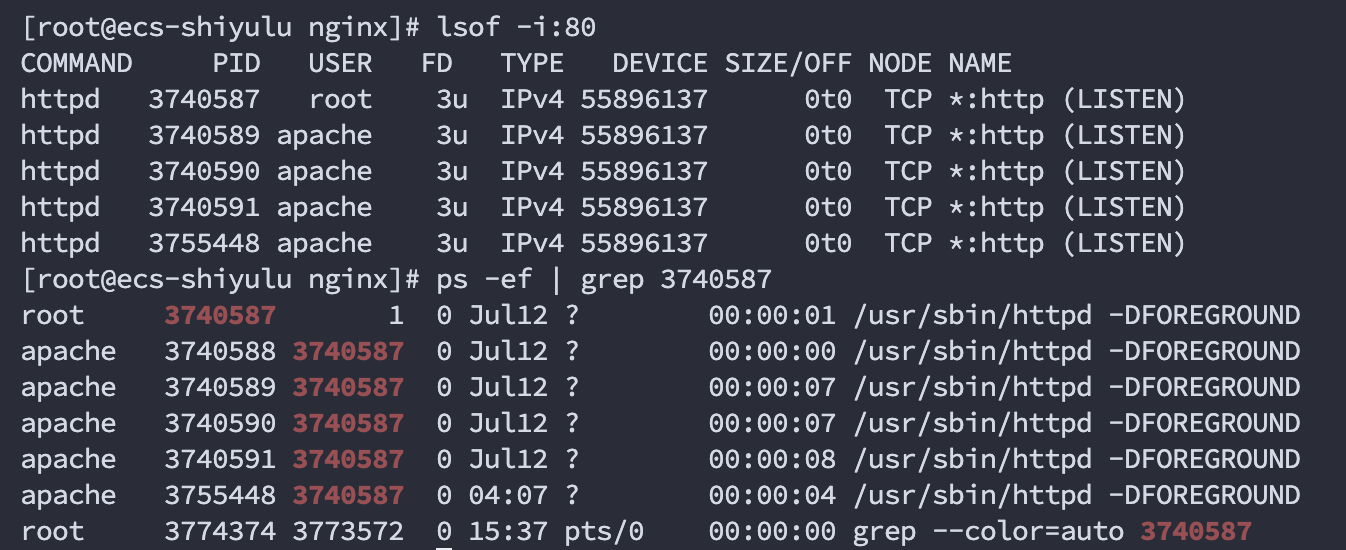 [root@ecs-shiyulu nginx]# lsof -i:80
COMMAND     PID   USER   FD   TYPE   DEVICE SIZE/OFF NODE NAME
httpd   3740587   root    3u  IPv4 55896137      0t0  TCP *:http (LISTEN)
httpd   3740589 apache    3u  IPv4 55896137      0t0  TCP *:http (LISTEN)
httpd   3740590 apache    3u  IPv4 55896137      0t0  TCP *:http (LISTEN)
httpd   3740591 apache    3u  IPv4 55896137      0t0  TCP *:http (LISTEN)
httpd   3755448 apache    3u  IPv4 55896137      0t0  TCP *:http (LISTEN)
[root@ecs-shiyulu nginx]# ps -ef | grep 3740587
root     3740587       1  0 Jul12 ?        00:00:01 /usr/sbin/httpd -DFOREGROUND
apache   3740588 3740587  0 Jul12 ?        00:00:00 /usr/sbin/httpd -DFOREGROUND
apache   3740589 3740587  0 Jul12 ?        00:00:07 /usr/sbin/httpd -DFOREGROUND
apache   3740590 3740587  0 Jul12 ?        00:00:07 /usr/sbin/httpd -DFOREGROUND
apache   3740591 3740587  0 Jul12 ?        00:00:08 /usr/sbin/httpd -DFOREGROUND
apache   3755448 3740587  0 04:07 ?        00:00:04 /usr/sbin/httpd -DFOREGROUND
root     3774374 3773572  0 15:37 pts/0    00:00:00 grep --color=auto 3740587